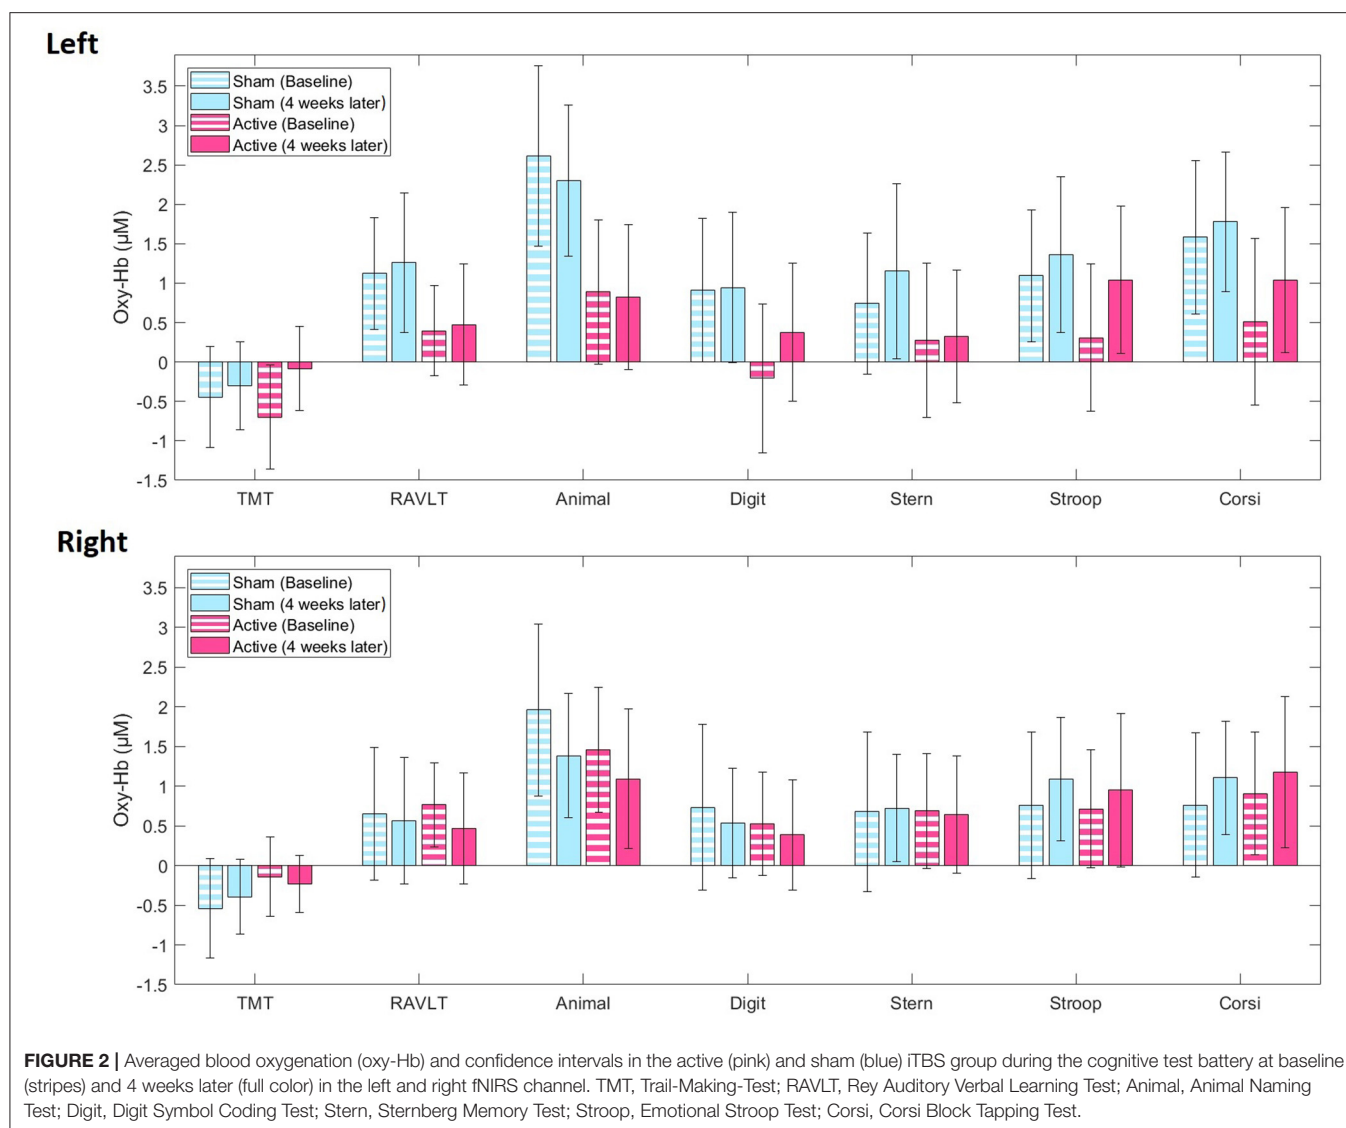 Left
Sham (Baseline)
Sham (4 weeks later)
Active (Baseline)
Active (4 weeks later)
Oxy-Hb (µM)
3.5
3
2.5
2
1.5
1
0.5
0
-0.5
-1
-1.5
TMT RAVLT Animal Digit Stern Stroop Corsi
Right
Sham (Baseline)
Sham (4 weeks later)
Active (Baseline)
Active (4 weeks later)
Oxy-Hb (µM)
3.5
3
2.5
2
1.5
1
0.5
0
-0.5
-1
-1.5
TMT RAVLT Animal Digit Stern Stroop Corsi
FIGURE 2 | Averaged blood oxygenation (oxy-Hb) and confidence intervals in the active (pink) and sham (blue) iTBS group during the cognitive test battery at baseline
(stripes) and 4 weeks later (full color) in the left and right fNIRS channel. TMT, Trail-Making-Test; RAVLT, Rey Auditory Verbal Learning Test; Animal, Animal Naming
Test; Digit, Digit Symbol Coding Test; Stern, Sternberg Memory Test; Stroop, Emotional Stroop Test; Corsi, Corsi Block Tapping Test.